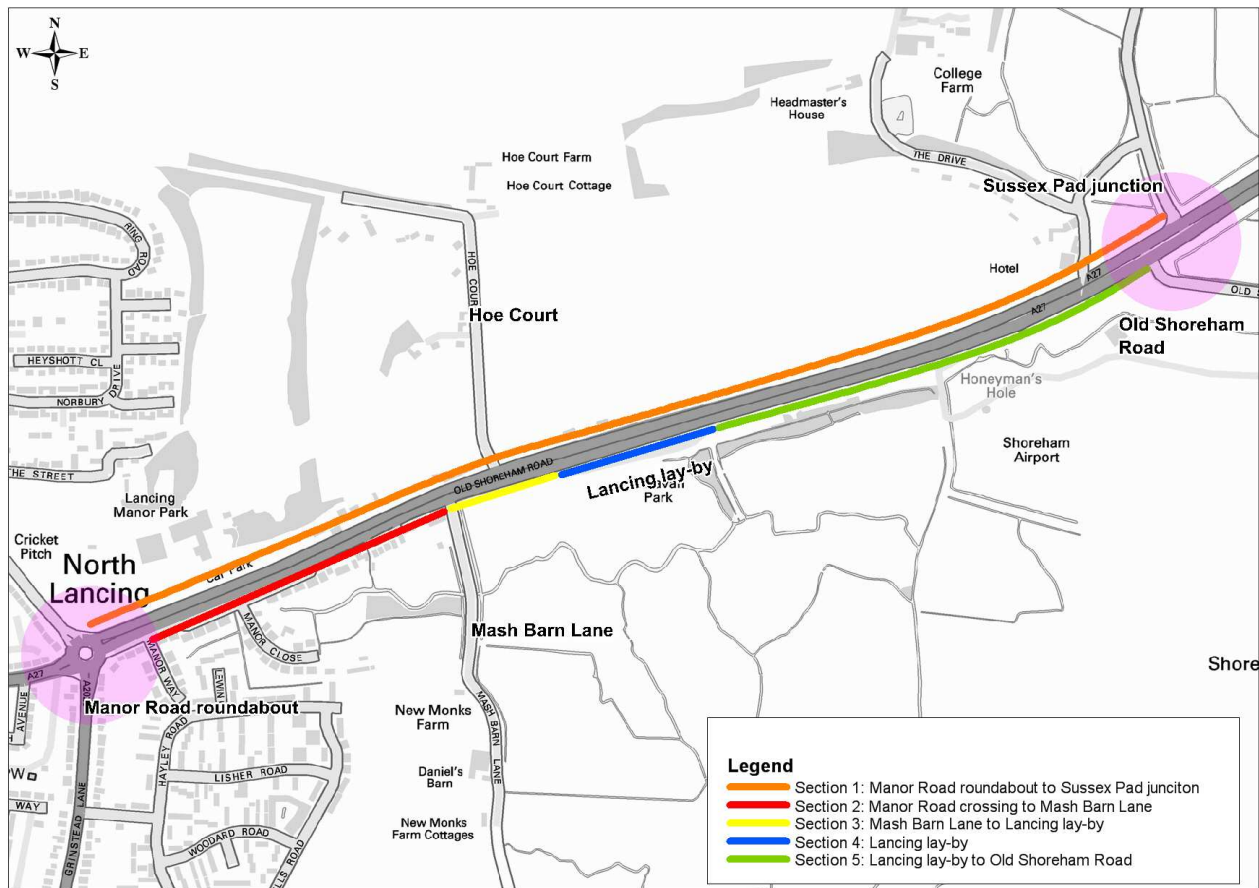 N
W E
S
College
Farm
Headmaster's
House
THE DRIVE
Hoe Court Farm
Hoe Court Cottage
Sussex Pad junction
RING
ROAD
HOE COURT
Hoe Court
Hotel
A27
A27
OLD S
Old Shoreham
Road
HEYSHOTT CL
DRIVE
NORBURY
Honeyman's
Hole
Shoreham
Airport
THE STREET
OLD SHOREHAM ROAD
Lancing lay-by
Park
Lancing
Manor Park
Cricket
Pitch
North
Lancing
Car Park
MANOR CLOSE
Mash Barn Lane
MANOR WAY
LEWIN
A27
AVENUE
Manor Road roundabout
Shore
New Monks
Farm
MASH BARN LANE
HAYLEY ROAD
LISHER ROAD
Daniel's
Barn
WAY
GRINSTEAD LANE
New Monks
Farm Cottages
WOODARD ROAD
LLS ROAD
Legend
Section 1: Manor Road roundabout to Sussex Pad junciton
Section 2: Manor Road crossing to Mash Barn Lane
Section 3: Mash Barn Lane to Lancing lay-by
Section 4: Lancing lay-by
Section 5: Lancing lay-by to Old Shoreham Road